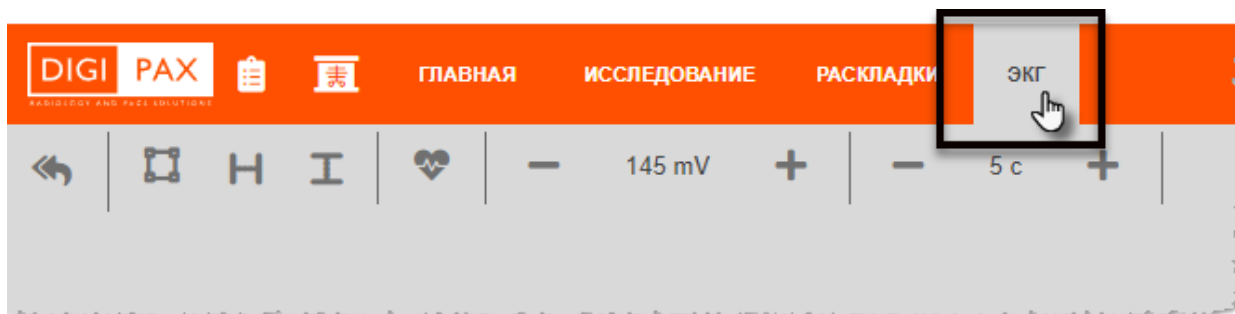 DIGI PAX
RADIOLOGY AND PACS SOLUTIONS
ГЛАВНАЯ ИССЛЕДОВАНИЕ РАСКЛАДКИ ЭКГ
145 mV 5 с